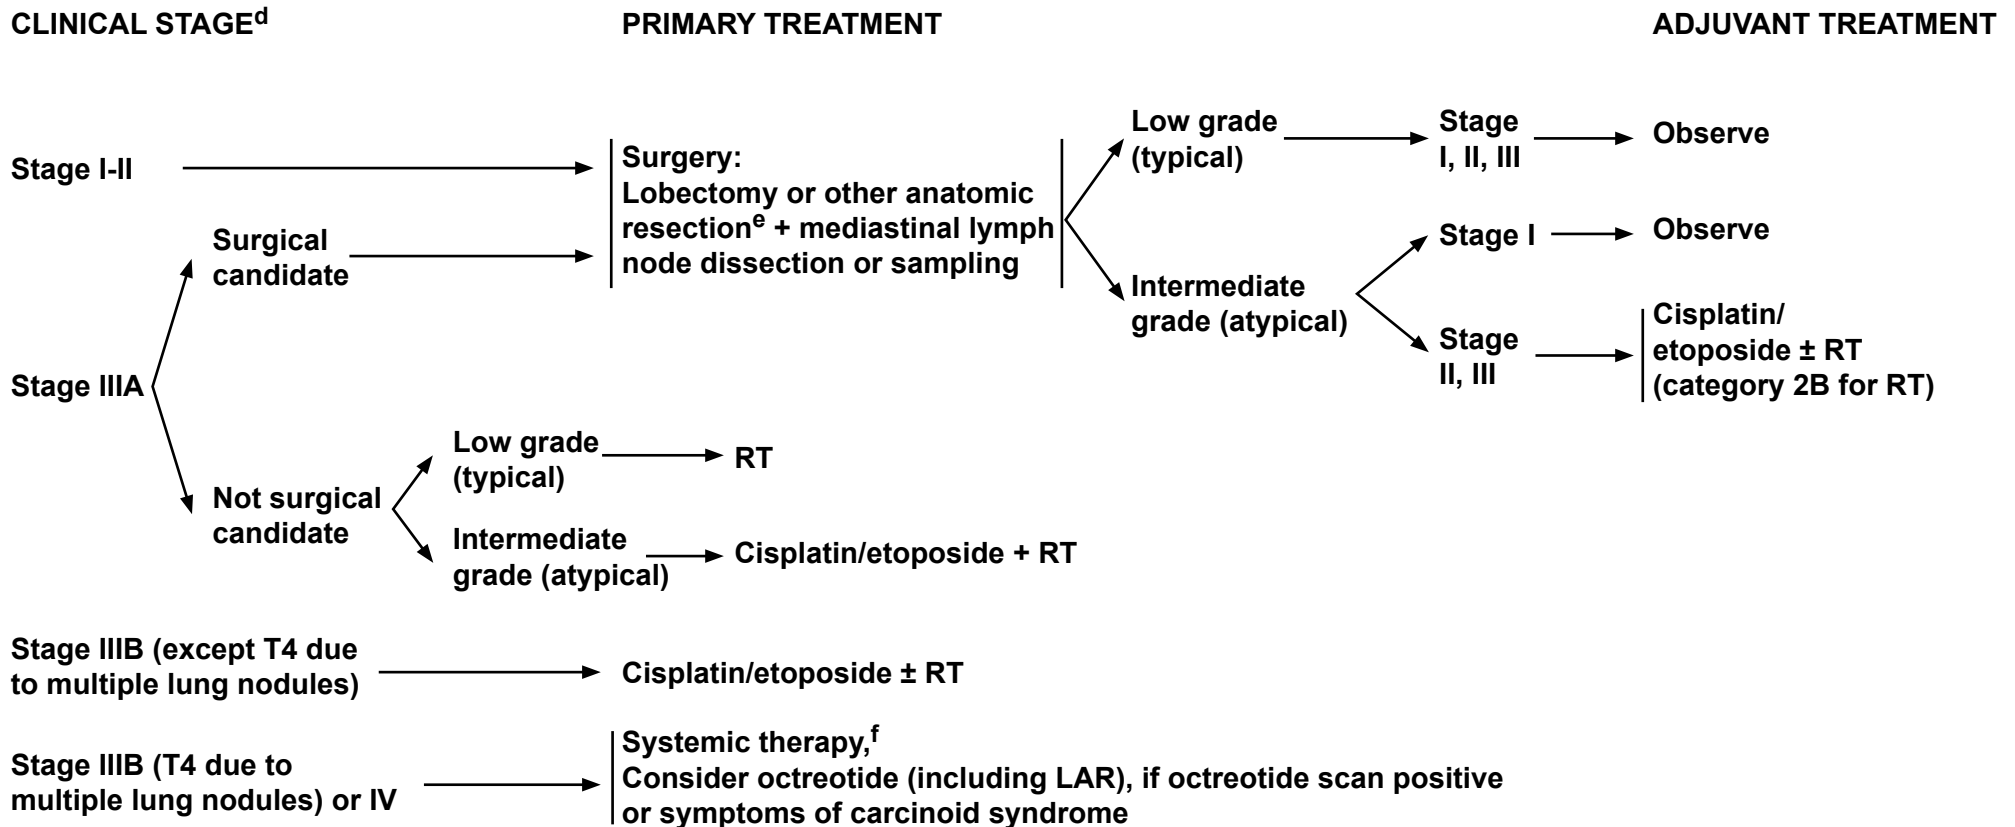 CLINICAL STAGEd
PRIMARY TREATMENT
ADJUVANT TREATMENT
Stage I-II
Surgical
candidate
Stage IIIA
Not surgical
candidate
Surgery:
Lobectomy or other anatomic
resectione + mediastinal lymph
node dissection or sampling
Low grade
(typical)
Stage
I, II, III
Observe
Intermediate
grade (atypical)
Stage I
Observe
Stage
II, III
Cisplatin/
etoposide ± RT
(category 2B for RT)
Low grade
(typical)
RT
Intermediate
grade (atypical)
Cisplatin/etoposide + RT
Stage IIIB (except T4 due
to multiple lung nodules)
Cisplatin/etoposide ± RT
Stage IIIB (T4 due to
multiple lung nodules) or IV
Systemic therapy,f
Consider octreotide (including LAR), if octreotide scan positive
or symptoms of carcinoid syndrome